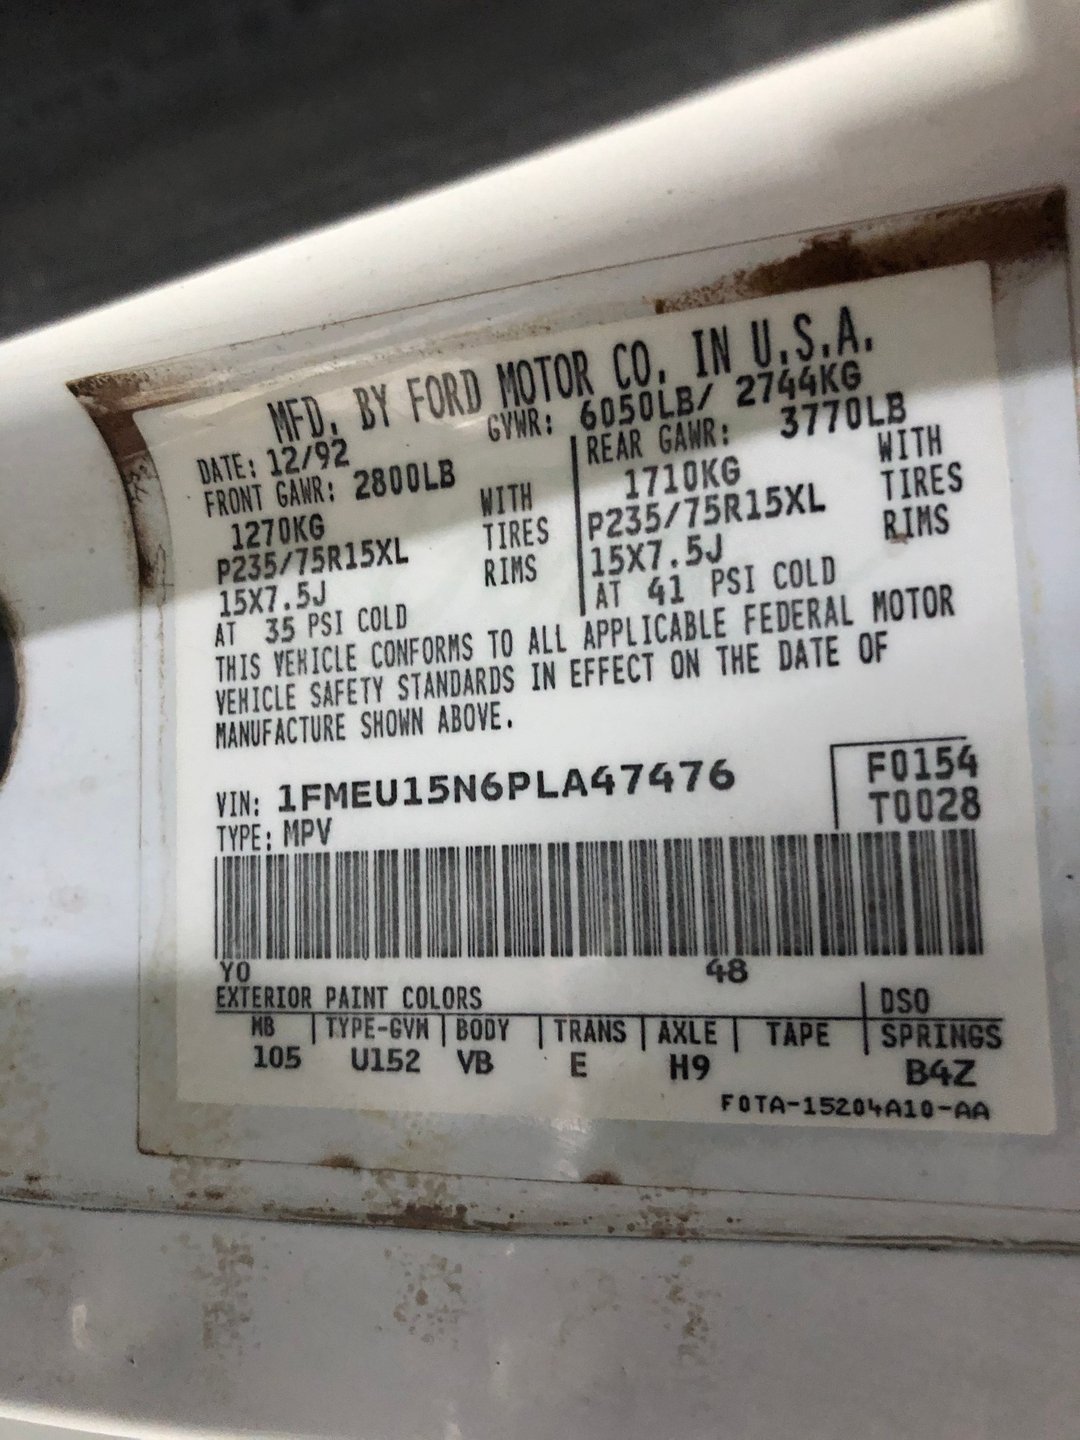 MFD. BY FORD MOTOR CO. IN U.S.A.
DATE: 12/92 GVWR: 6050LB/ 2744KG
FRONT GAWR: 2800LB REAR GAWR: 3770LB
1270KG WITH 1710KG WITH
P235/75R15XL TIRES P235/75R15XL TIRES
15X7.5J RIMS 15X7.5J RIMS
AT 35 PSI COLD AT 41 PSI COLD
THIS VEHICLE CONFORMS TO ALL APPLICABLE FEDERAL MOTOR
VEHICLE SAFETY STANDARDS IN EFFECT ON THE DATE OF
MANUFACTURE SHOWN ABOVE.
VIN: 1FMEU15N6PLA47476 F0154
TYPE: MPV T0028
YO 48
EXTERIOR PAINT COLORS DSO
WB TYPE-GVW BODY TRANS AXLE TAPE SPRINGS
105 U152 VB E H9 B4Z
F0TA-15204A10-AA